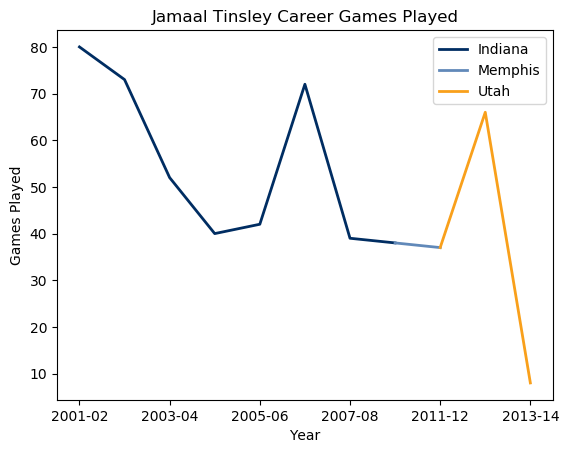 Jamaal Tinsley Career Games Played
Indiana
Memphis
Utah
Games Played
80
70
60
50
40
30
20
10
2001-02
2003-04
2005-06
2007-08
2011-12
2013-14
Year